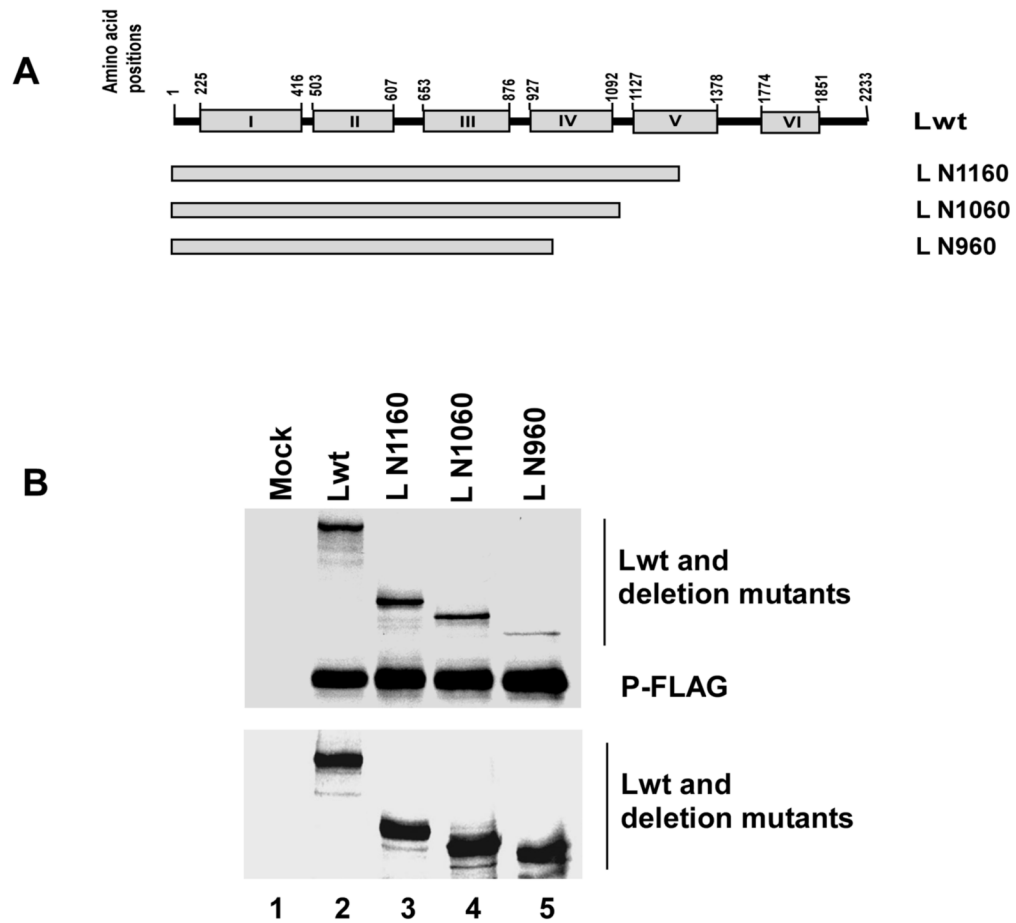 A
Amino acid
positions
1 225 416 503 607 653 876 927 1092 1127 1378 1774 1851 2233
I II III IV V VI
Lwt
L N1160
L N1060
L N960
B
Mock Lwt L N1160 L N1060 L N960
Lwt and
deletion mutants
P-FLAG
Lwt and
deletion mutants
1 2 3 4 5